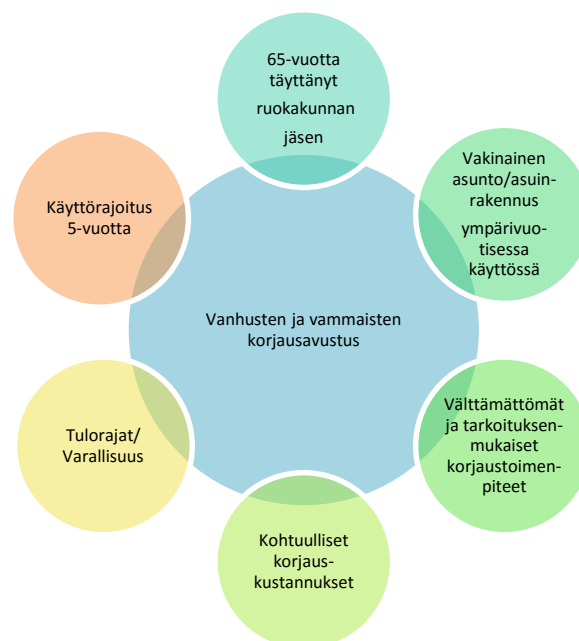 65-vuotta
täyttänyt
ruokakunnan
jäsen
Vakinainen
asunto/asuin-
rakennus
ympärivuo-
tisessa
käytössä
Käyttörajoitus
5-vuotta
Vanhusten ja vammaisten
korjausavustus
Välttämättömät
ja tarkoituksen-
mukaiset
korjaustoimen-
piteet
Tulorajat/
Varallisuus
Kohtuulliset
korjaus-
kustannukset